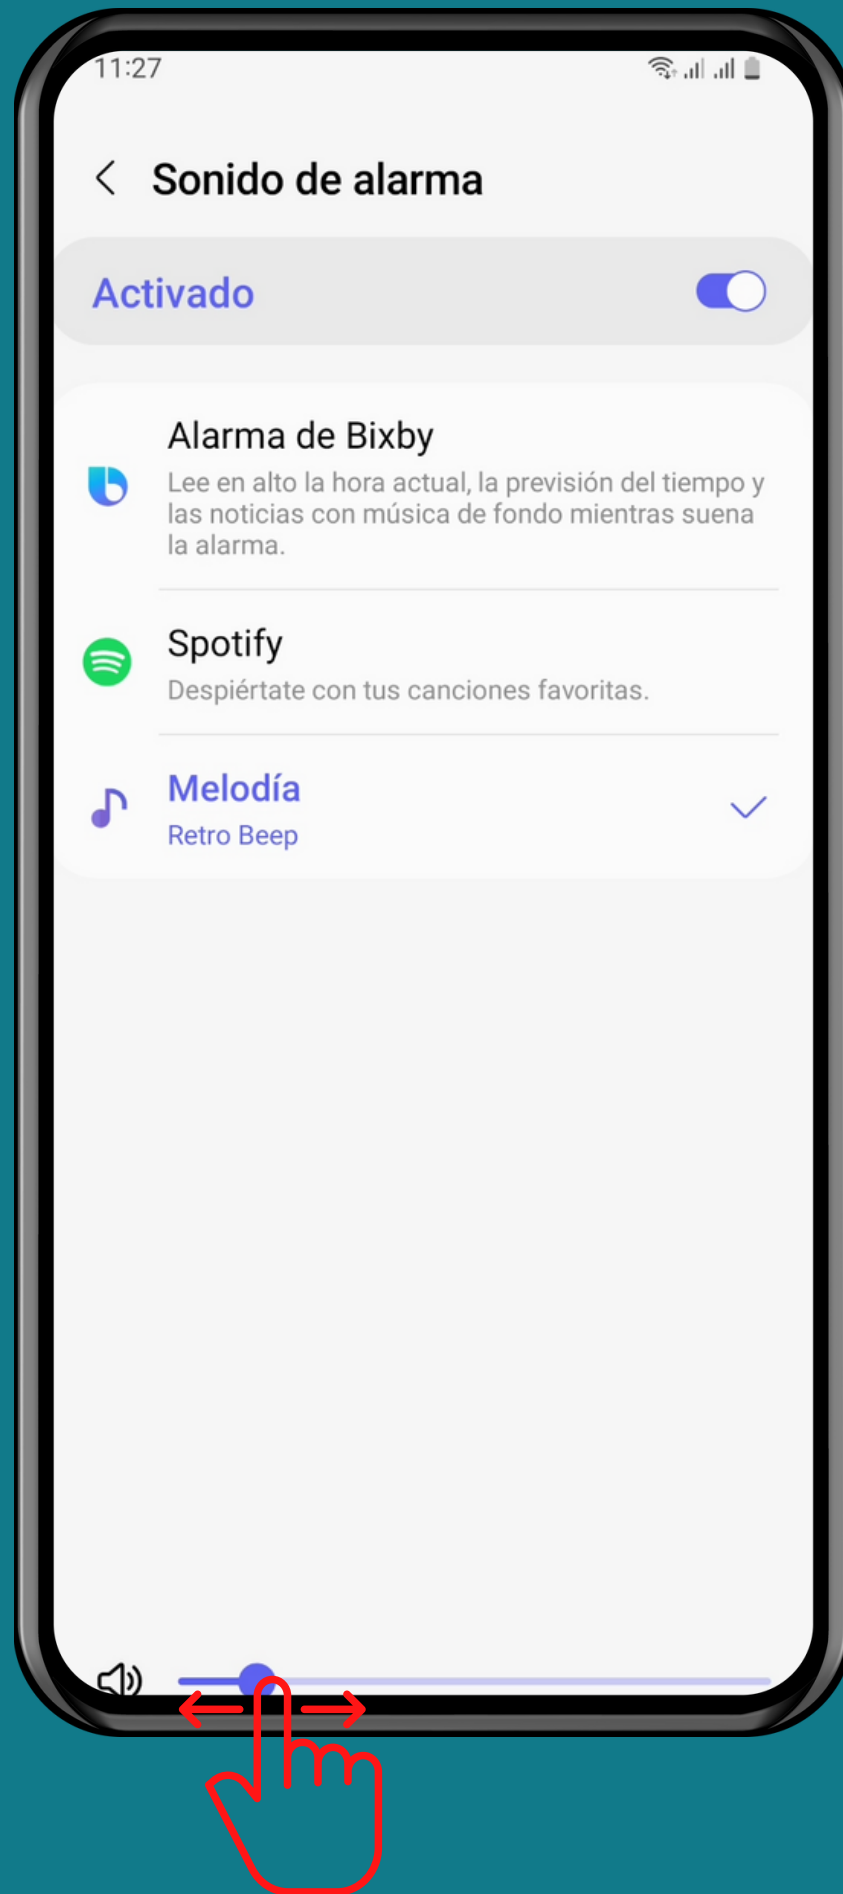 11:27
Sonido de alarma
Activado
Alarma de Bixby
Lee en alto la hora actual, la previsión del tiempo y
las noticias con música de fondo mientras suena
la alarma.
Spotify
Despiértate con tus canciones favoritas.
Melodía
Retro Beep